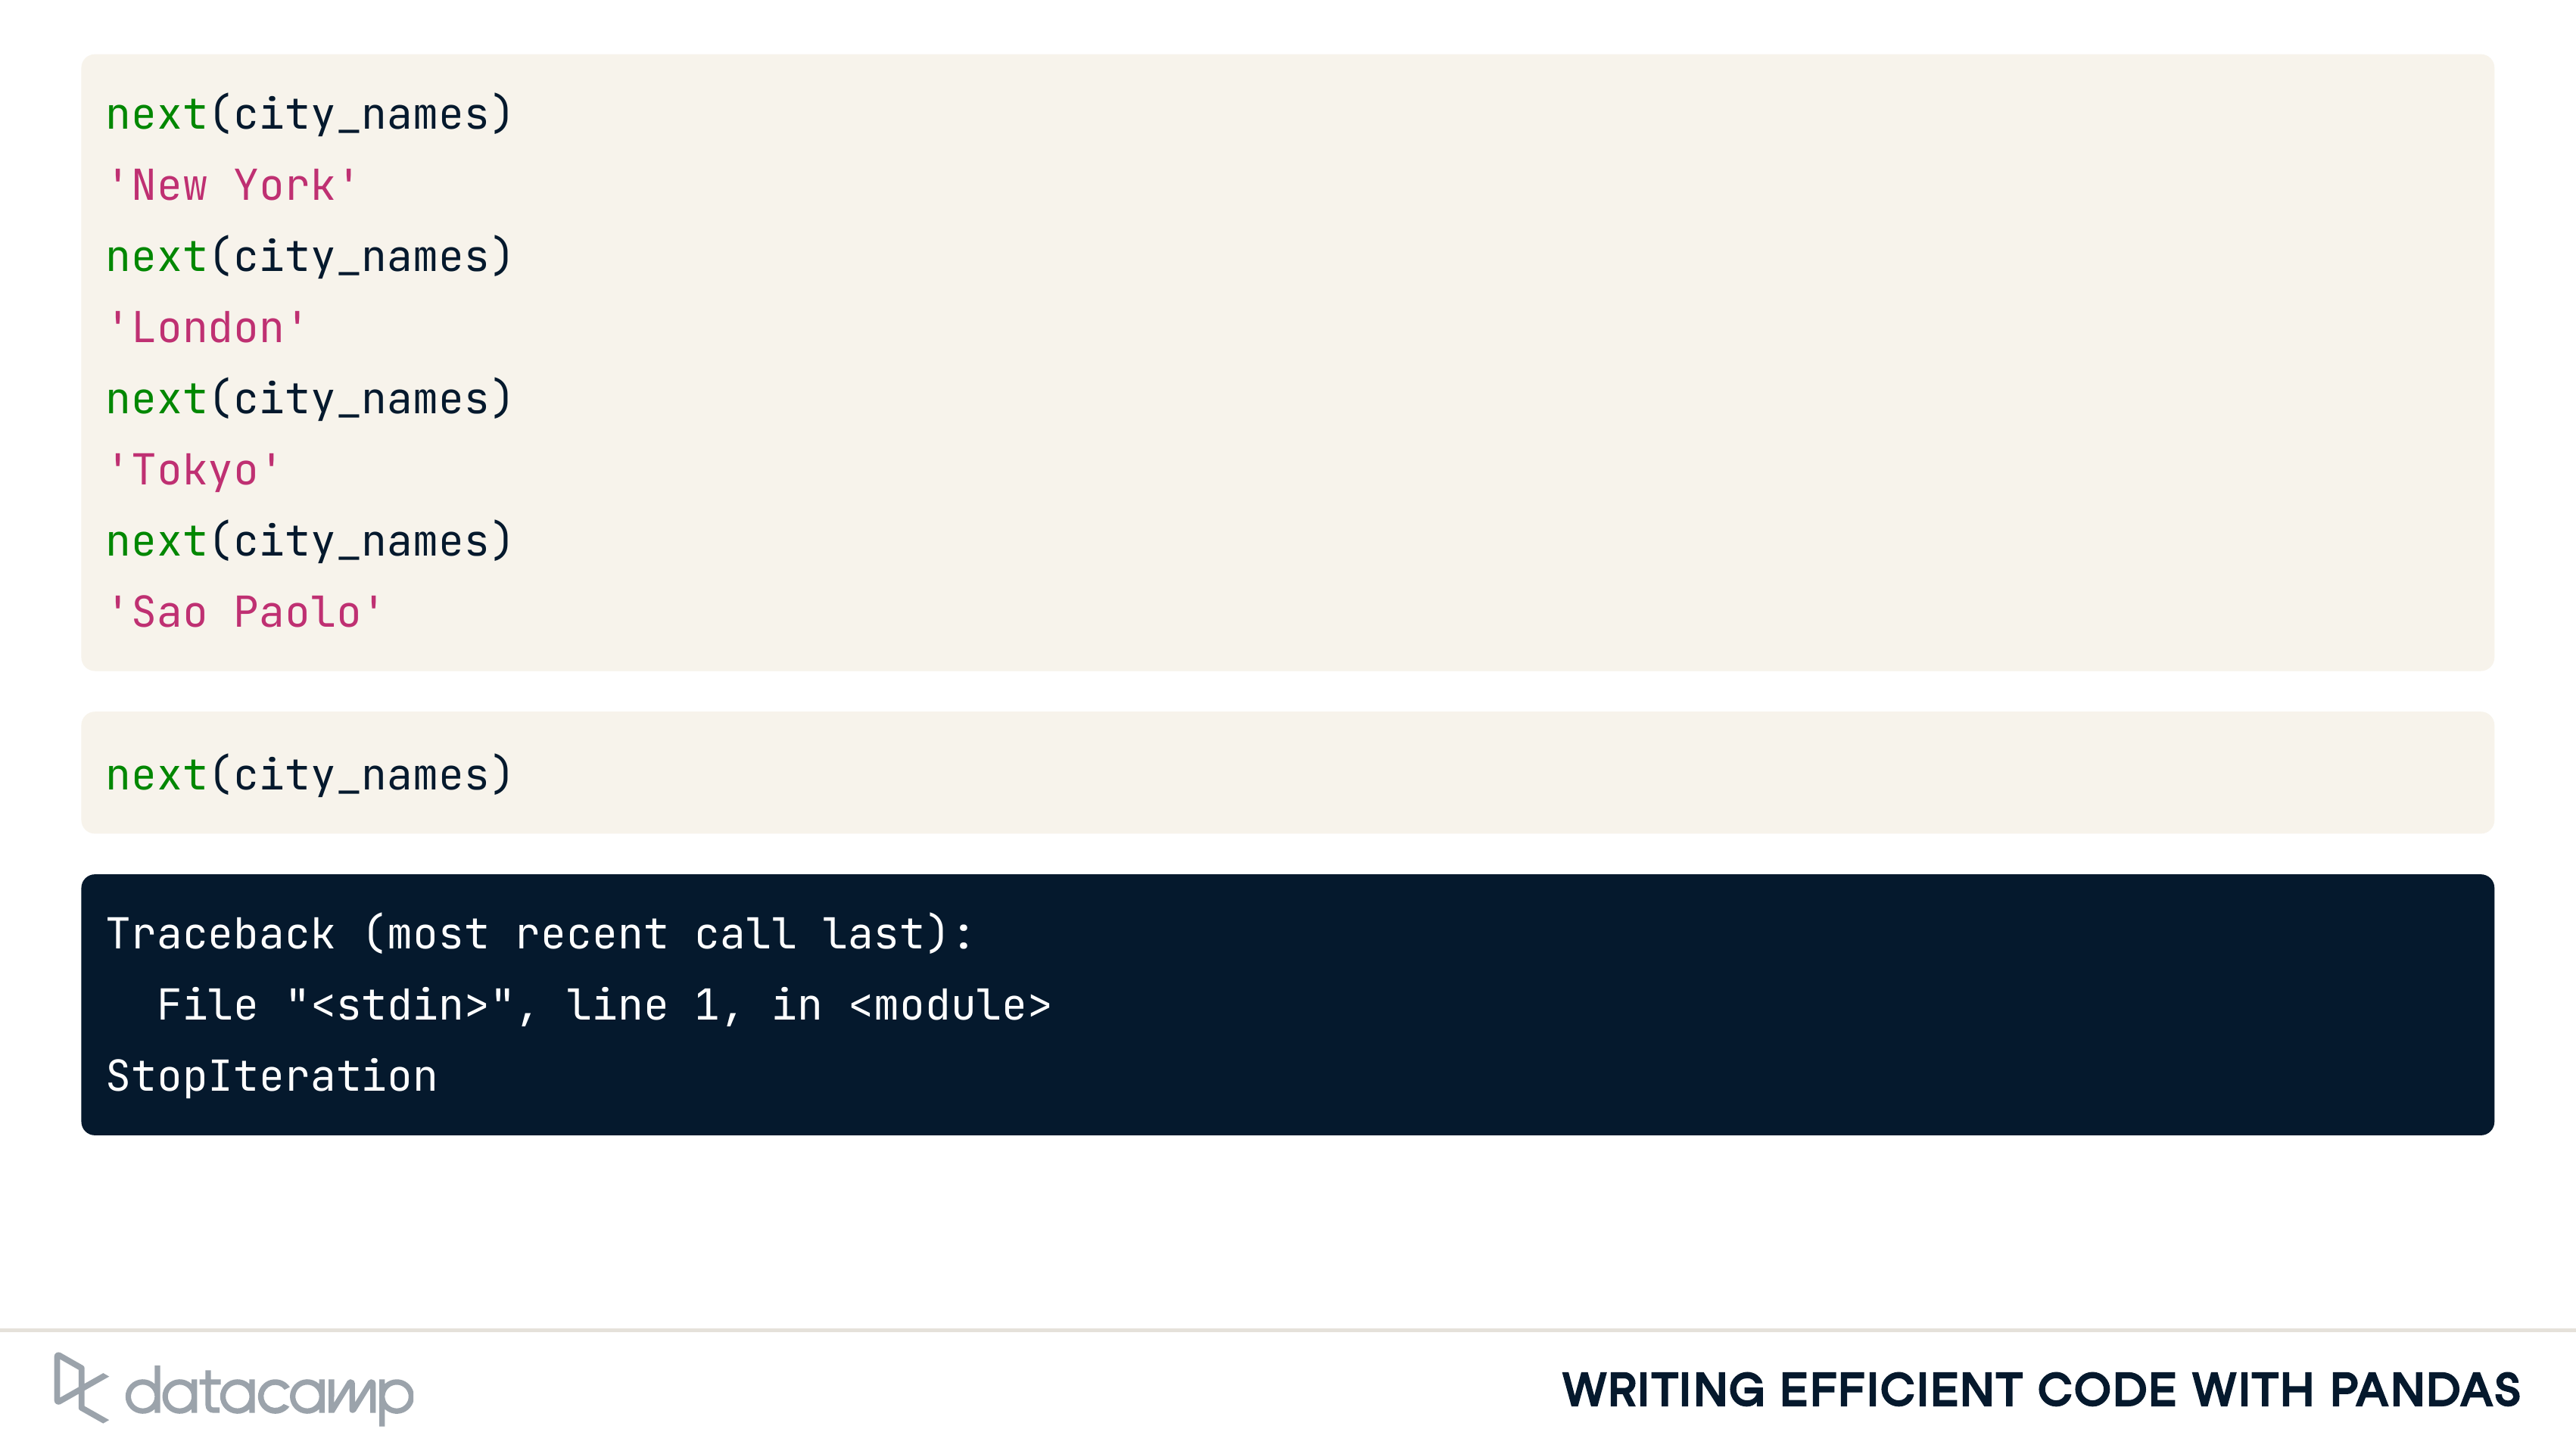 next(city_names)
'New York'
next(city_names)
'London'
next(city_names)
'Tokyo'
next(city_names)
'Sao Paolo'
next(city_names)
Traceback (most recent call last):
  File "<stdin>", line 1, in <module>
StopIteration
datacamp
WRITING EFFICIENT CODE WITH PANDAS